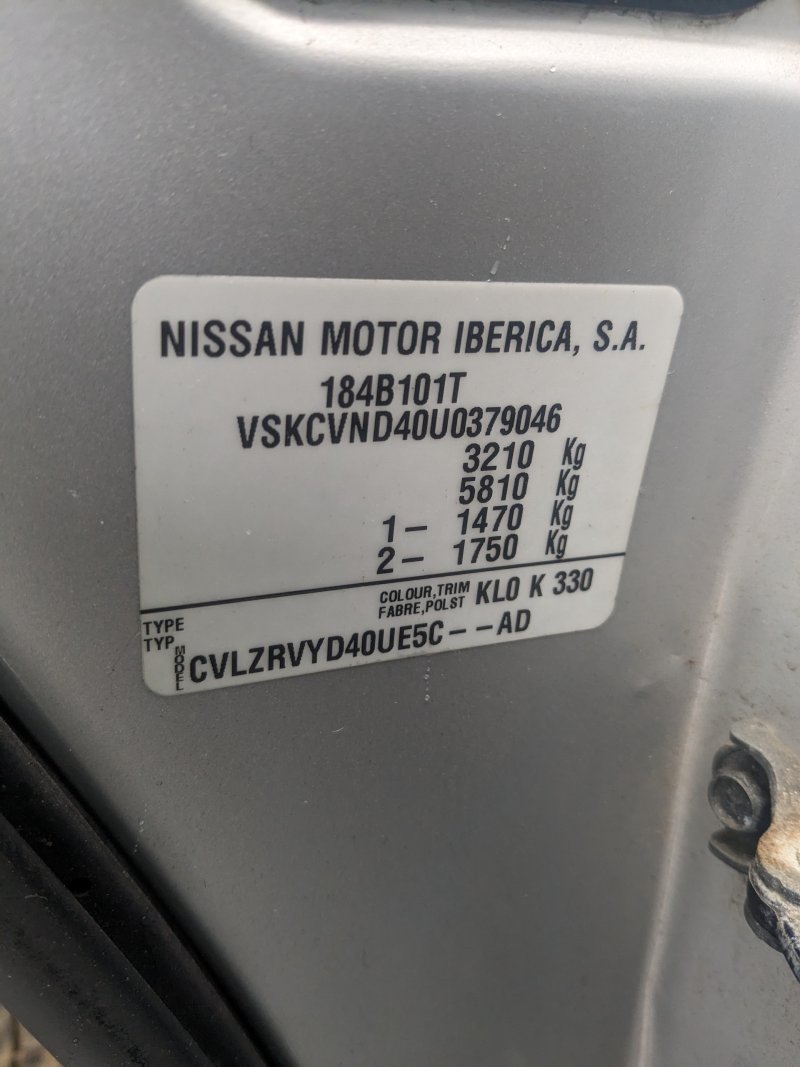 NISSAN MOTOR IBERICA, S.A.
184B101T
VSKCVND40U0379046
3210 Kg
5810 Kg
1– 1470 Kg
2– 1750 Kg
COLOUR,TRIM
FABRE,POLST KL0 K 330
TYPE
TYP
MODEL CVLZRVYD40UE5C– –AD